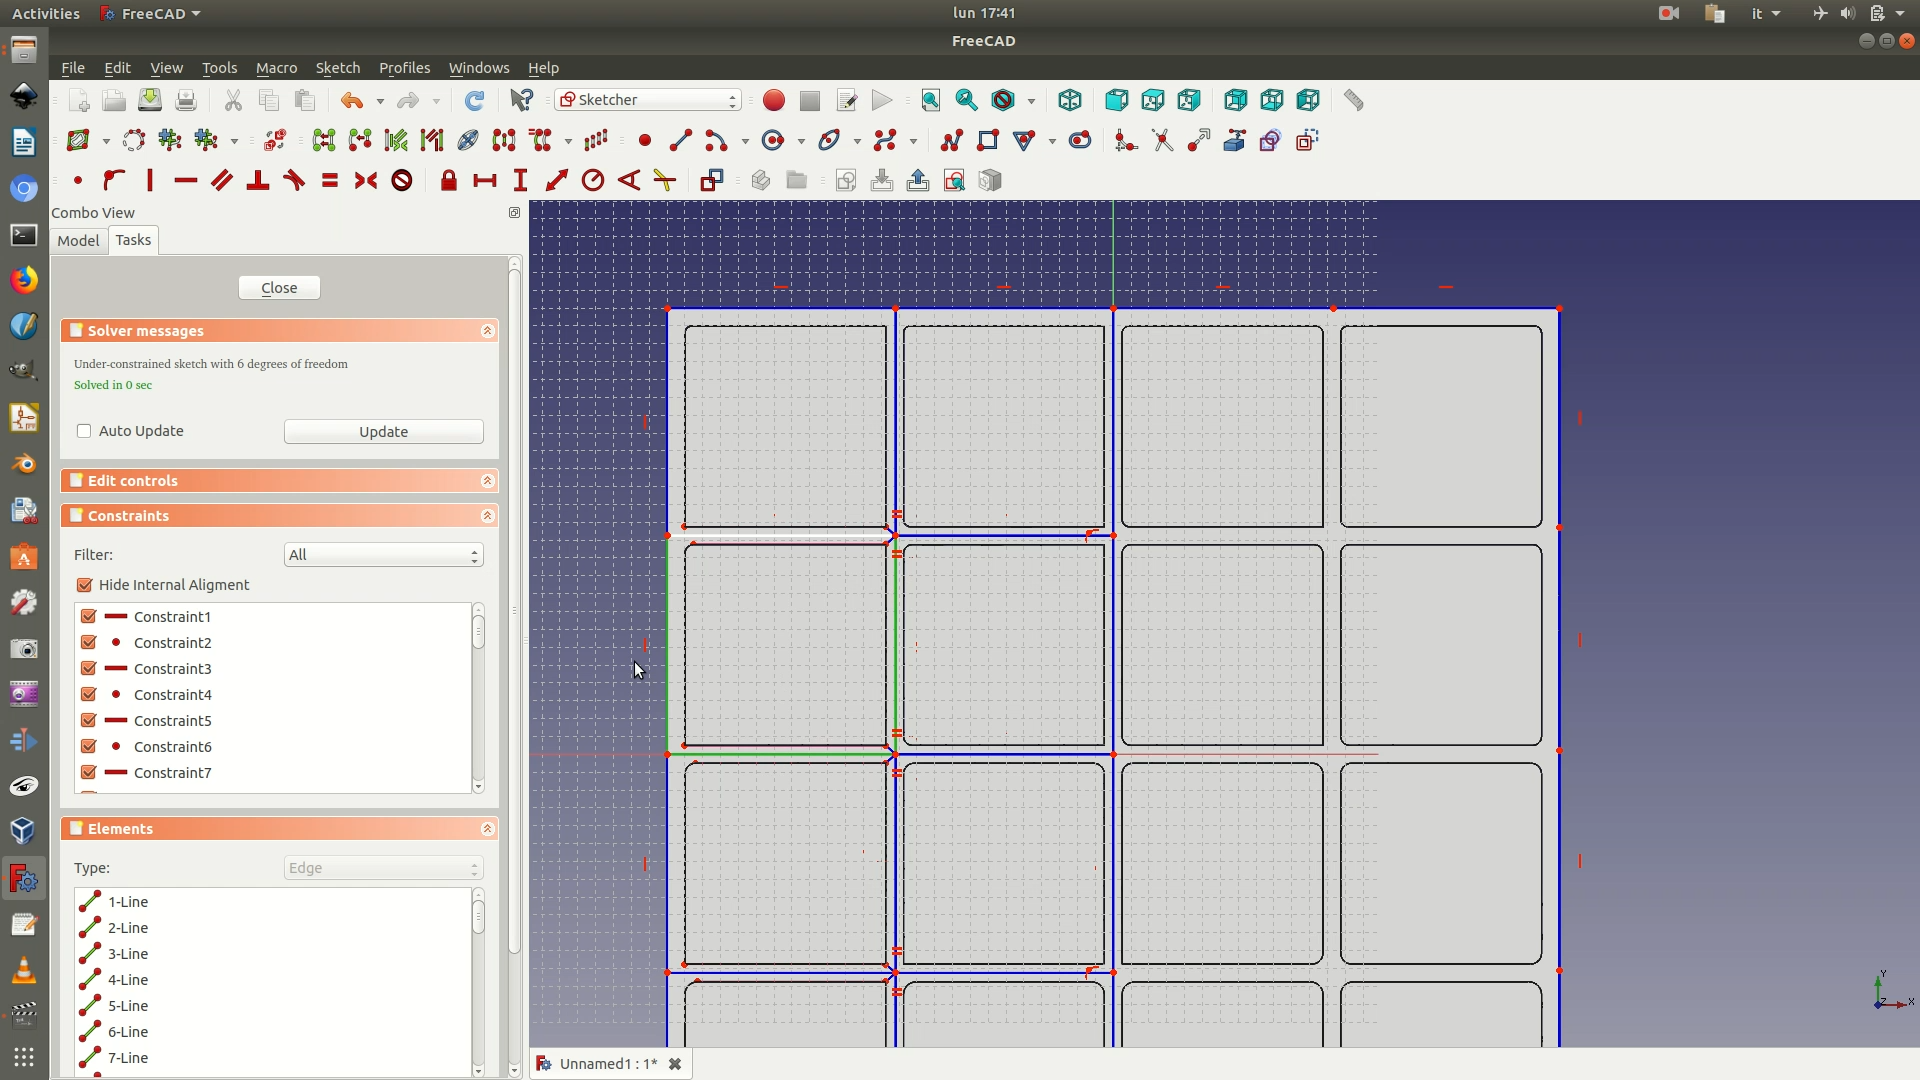 Activities
FreeCAD
lun 17:41
it
FreeCAD
File Edit View Tools Macro Sketch Profiles Windows Help
Sketcher
Combo View
Model
Tasks
Close
Solver messages
Under-constrained sketch with 6 degrees of freedom
Solved in 0 sec
Auto Update
Update
Edit controls
Constraints
Filter:
All
Hide Internal Aligment
Constraint1
Constraint2
Constraint3
Constraint4
Constraint5
Constraint6
Constraint7
Elements
Type:
Edge
1-Line
2-Line
3-Line
4-Line
5-Line
6-Line
7-Line
Y
Z
X
Unnamed1 : 1*